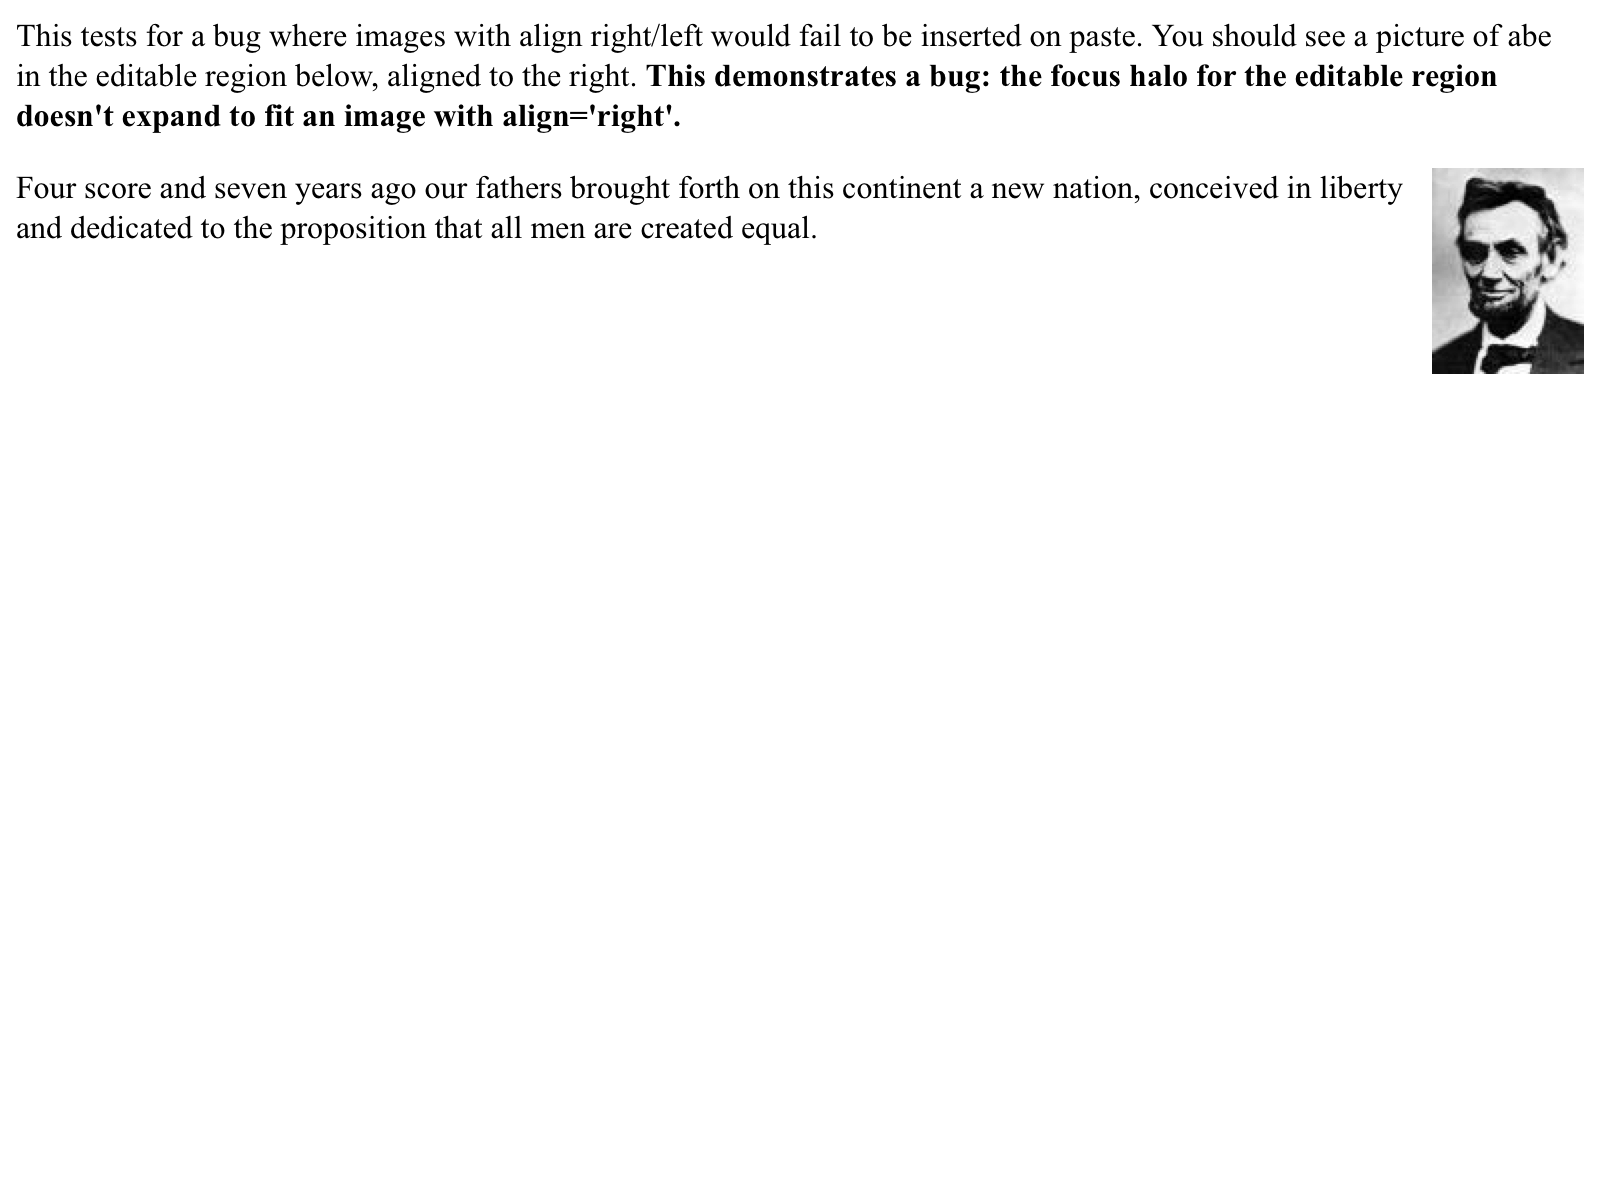 This tests for a bug where images with align right/left would fail to be inserted on paste. You should see a picture of abe
in the editable region below, aligned to the right. This demonstrates a bug: the focus halo for the editable region
doesn't expand to fit an image with align='right'.
Four score and seven years ago our fathers brought forth on this continent a new nation, conceived in liberty
and dedicated to the proposition that all men are created equal.